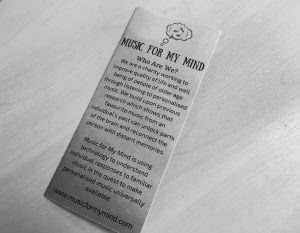 MUSIC FOR MY MIND
Who Are We?
We are a charity working to
improve quality of life and well
being of people of older age
through listening to personalised
music. We build upon previous
research which shows that
favourite music from an
individual's past can unlock parts
of the brain and reconnect the
person with distant memories.
Music for My Mind is using
technology to understand
individual responses to familiar
music in the quest to make
personalised music universally
available.
www.musicformymind.com